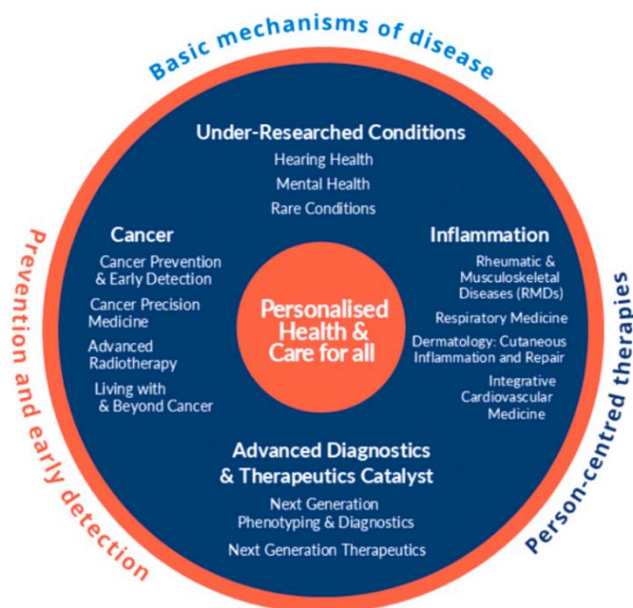 Basic mechanisms of disease
Under-Researched Conditions
Hearing Health
Mental Health
Rare Conditions
Cancer
Cancer Prevention
& Early Detection
Cancer Precision
Medicine
Advanced
Radiotherapy
Living with
& Beyond Cancer
Personalised
Health &
Care for all
Inflammation
Rheumatic &
Musculoskeletal
Diseases (RMDs)
Respiratory Medicine
Dermatology: Cutaneous
Inflammation and Repair
Integrative
Cardiovascular
Medicine
Advanced Diagnostics
& Therapeutics Catalyst
Next Generation
Phenotyping & Diagnostics
Next Generation Therapeutics
Prevention and early detection
Person-centred therapies